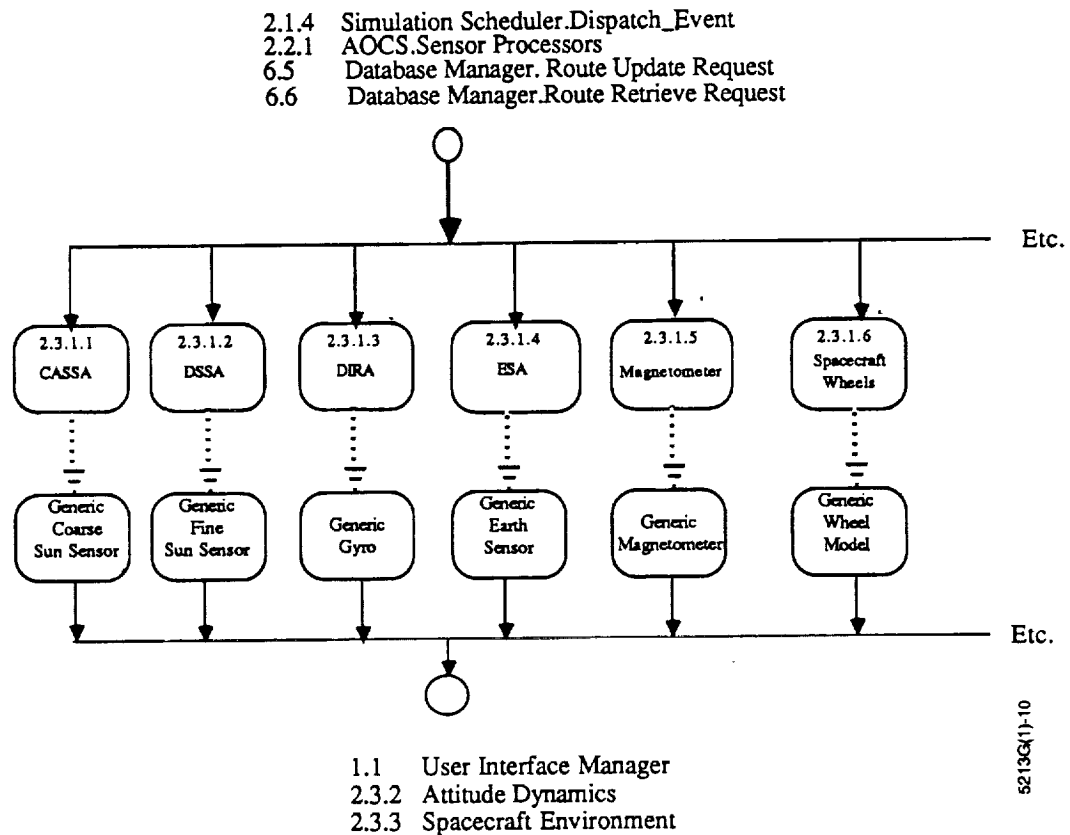 2.1.4 Simulation Scheduler.Dispatch_Event
2.2.1 AOCS.Sensor Processors
6.5 Database Manager. Route Update Request
6.6 Database Manager.Route Retrieve Request
Etc.
2.3.1.1
CASSA
2.3.1.2
DSSA
2.3.1.3
DIRA
2.3.1.4
ESA
2.3.1.5
Magnetometer
2.3.1.6
Spacecraft
Wheels
Generic
Coarse
Sun Sensor
Generic
Fine
Sun Sensor
Generic
Gyro
Generic
Earth
Sensor
Generic
Magnetometer
Generic
Wheel
Model
Etc.
1.1 User Interface Manager
2.3.2 Attitude Dynamics
2.3.3 Spacecraft Environment
5213G(1)-10